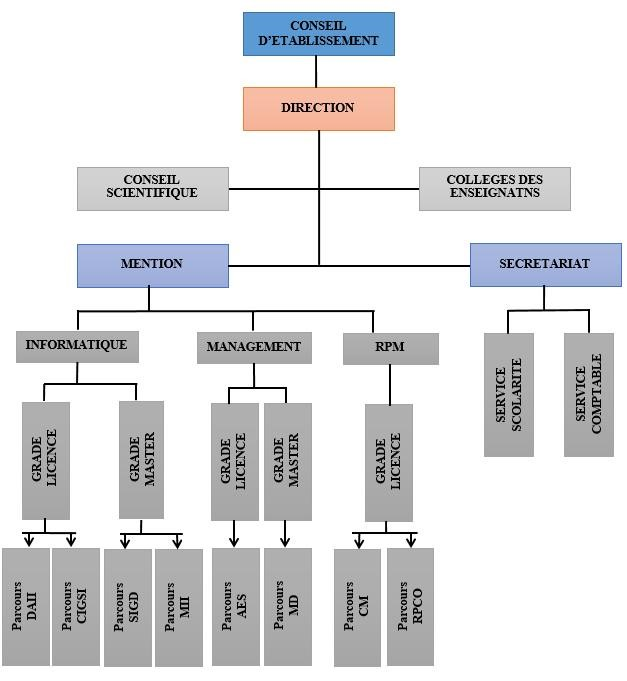 CONSEIL
D'ETABLISSEMENT
DIRECTION
CONSEIL
SCIENTIFIQUE
COLLEGES DES
ENSEIGNATNS
MENTION
SECRETARIAT
INFORMATIQUE
MANAGEMENT
RPM
SERVICE
SCOLARITE
SERVICE
COMPTABLE
GRADE
LICENCE
GRADE
MASTER
GRADE
LICENCE
GRADE
MASTER
GRADE
LICENCE
Parcours
DAII
Parcours
CIGSI
Parcours
SIGD
Parcours
MII
Parcours
AES
Parcours
MD
Parcours
CM
Parcours
RPCO